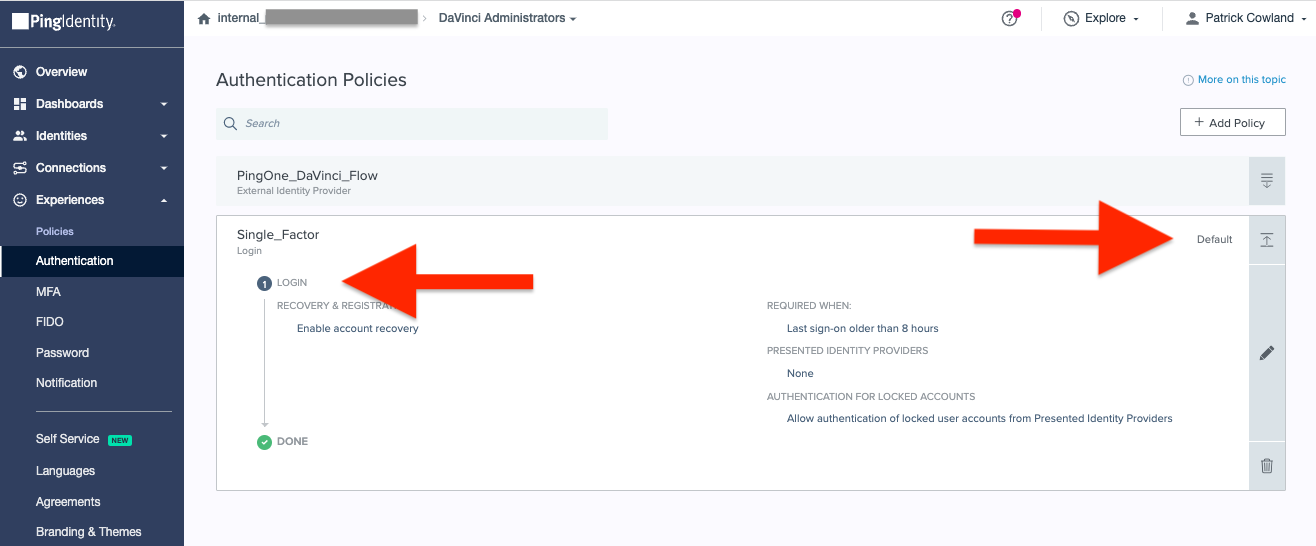 PingIdentity.
internal_
DaVinci Administrators
Explore
Patrick Cowland
Overview
Dashboards
Identities
Connections
Experiences
Policies
Authentication
MFA
FIDO
Password
Notification
Self Service NEW
Languages
Agreements
Branding & Themes
Authentication Policies
More on this topic
Search
+ Add Policy
PingOne_DaVinci_Flow
External Identity Provider
Single_Factor
Login
Default
1 LOGIN
RECOVERY & REGISTRA
Enable account recovery
REQUIRED WHEN:
Last sign-on older than 8 hours
PRESENTED IDENTITY PROVIDERS
None
AUTHENTICATION FOR LOCKED ACCOUNTS
Allow authentication of locked user accounts from Presented Identity Providers
DONE